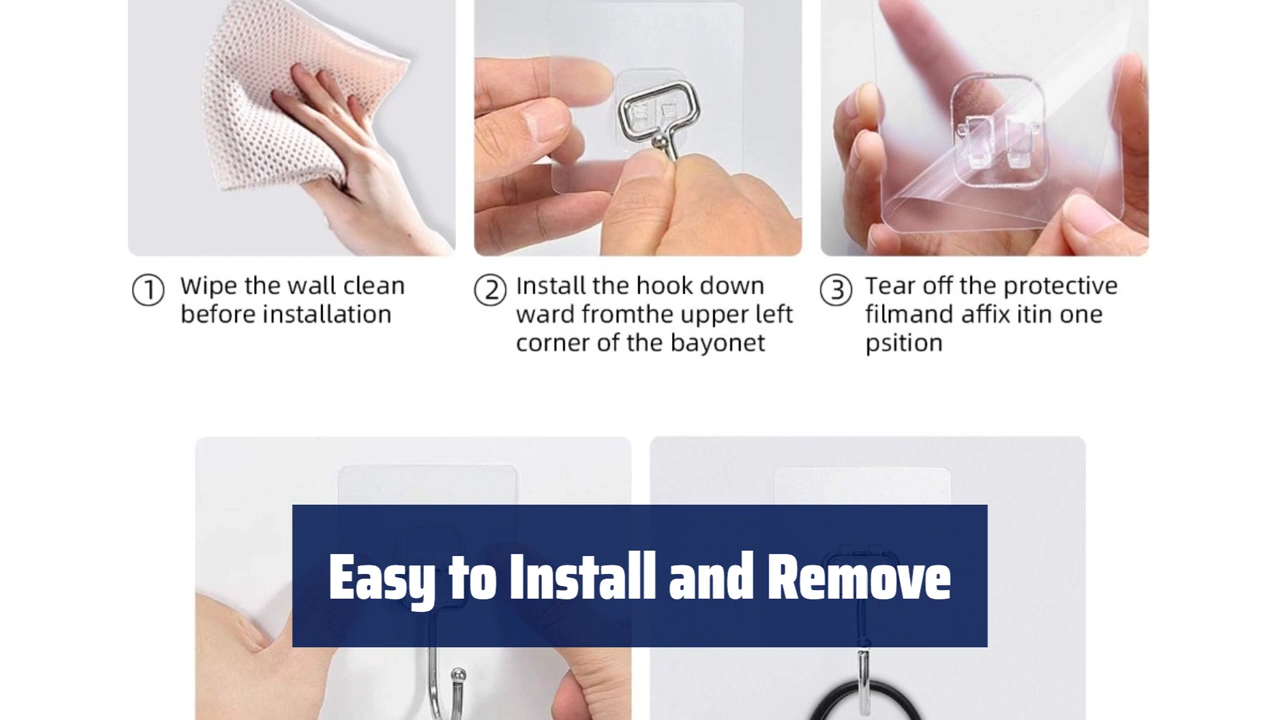 ① Wipe the wall clean
before installation
② Install the hook down
ward fromthe upper left
corner of the bayonet
③ Tear off the protective
filmand affix itin one
psition
Easy to Install and Remove